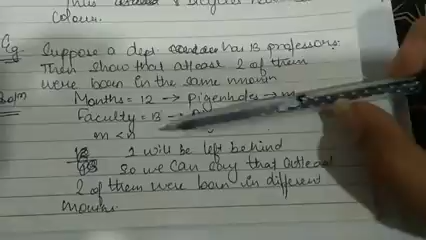 colour.
Eg. Suppose a dept has 13 professors.
Then show that atleast 2 of them
were born in the same month
Months = 12 → pigenholes → m
Faculty = 13 →
m < n
1 will be left behind
so we can say that atleast
2 of them were born in different
months.